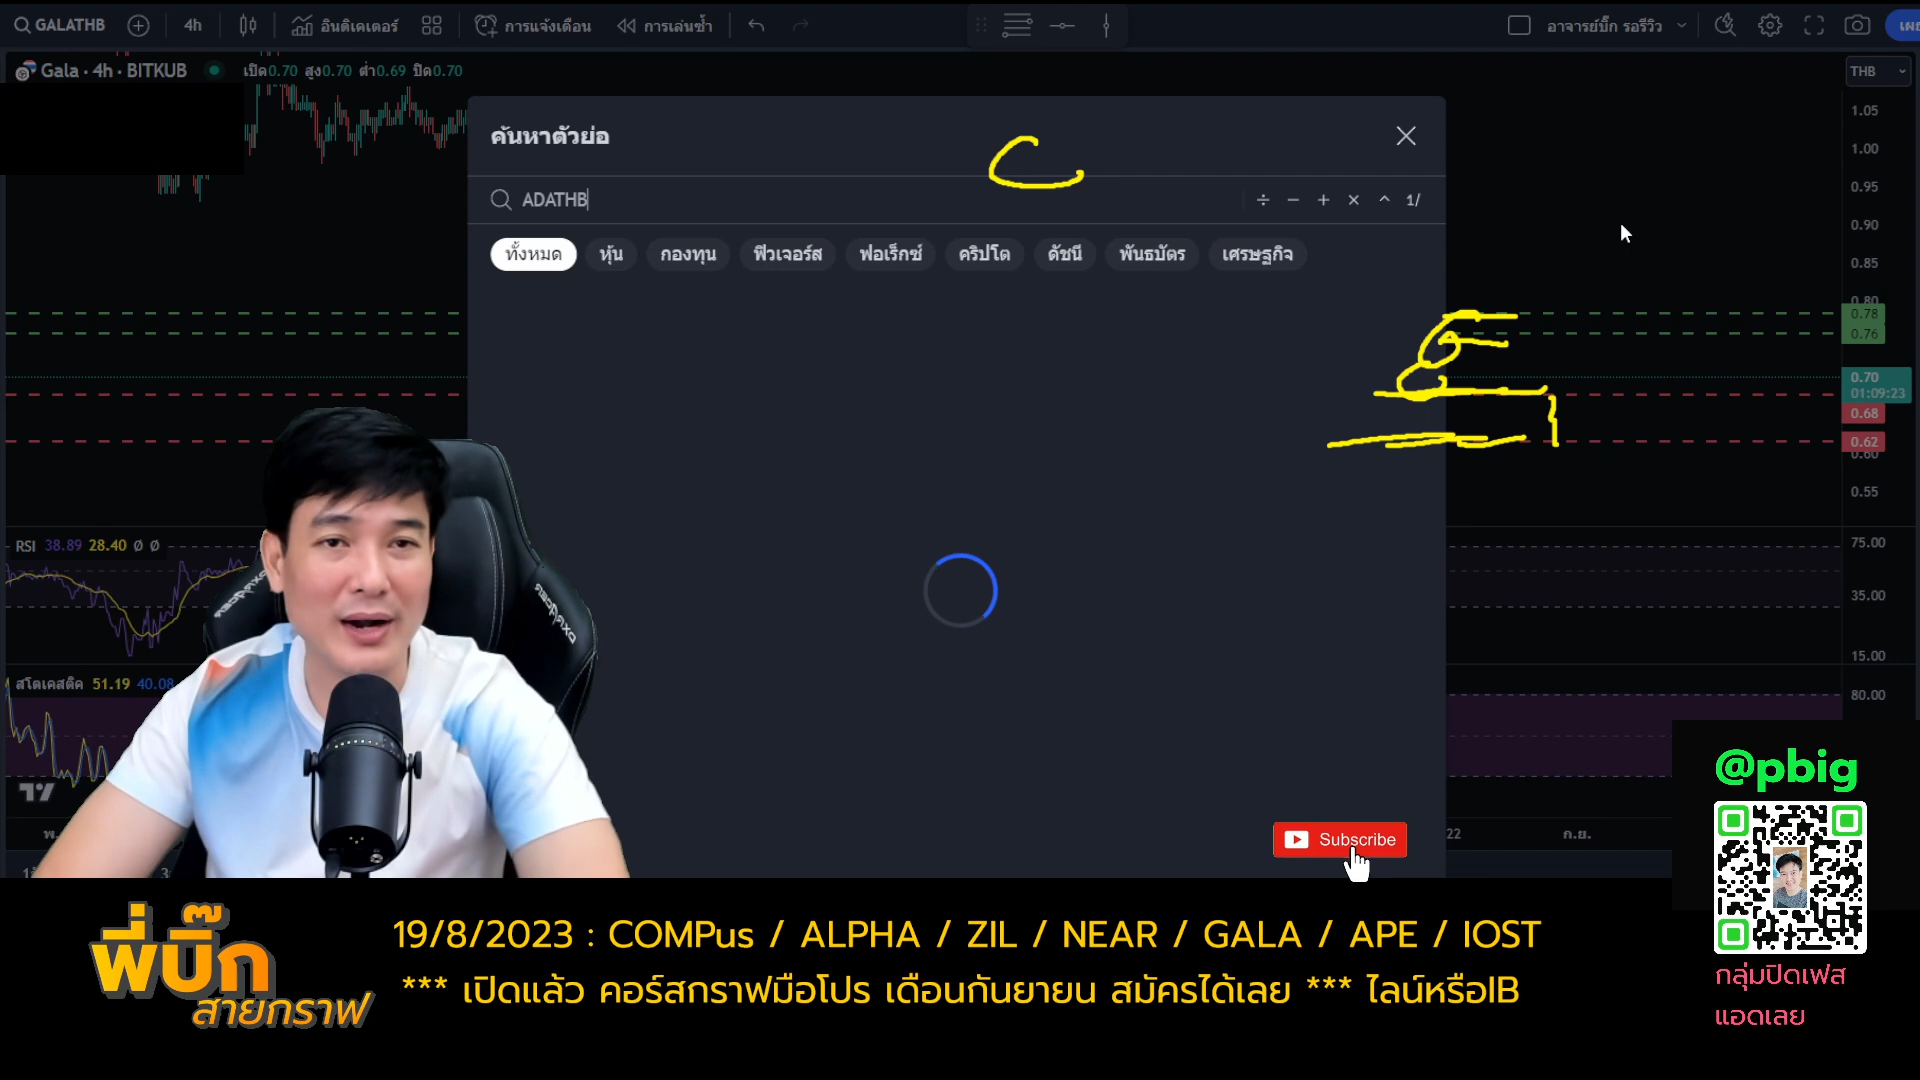 GALATHB
4h
อินดิเคเตอร์
การแจ้งเตือน
การเล่นซ้ำ
อาจารย์บิ๊ก รอรีวิว
Gala · 4h · BITKUB
เปิด0.70 สูง0.70 ต่ำ0.69 ปิด0.70
THB
ค้นหาตัวย่อ
ADATHB
÷ − + × ^ 1/
ทั้งหมด หุ้น กองทุน ฟิวเจอร์ส ฟอเร็กซ์ คริปโต ดัชนี พันธบัตร เศรษฐกิจ
1.05
1.00
0.95
0.90
0.85
0.80
0.78
0.76
0.70
01:09:23
0.68
0.62
0.60
0.55
RSI 38.89 28.40 Ø Ø
75.00
35.00
15.00
สโตเคสติค 51.19 40.08
80.00
22
ก.ย.
Subscribe
@pbig
กลุ่มปิดเฟส
แอดเลย
พี่บิ๊ก
สายกราฟ
19/8/2023 : COMPus / ALPHA / ZIL / NEAR / GALA / APE / IOST
*** เปิดแล้ว คอร์สกราฟมือโปร เดือนกันยายน สมัครได้เลย *** ไลน์หรือIB